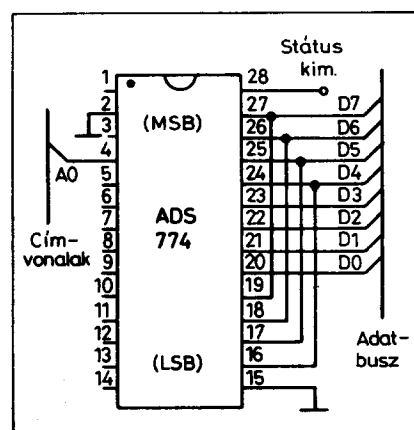 Státus
kim.
1
2
3
4
5
6
7
8
9
10
11
12
13
14
(MSB)
ADS
774
(LSB)
28
27
26
25
24
23
22
21
20
19
18
17
16
15
D7
D6
D5
D4
D3
D2
D1
D0
A0
Cím-
vonalak
Adat-
busz